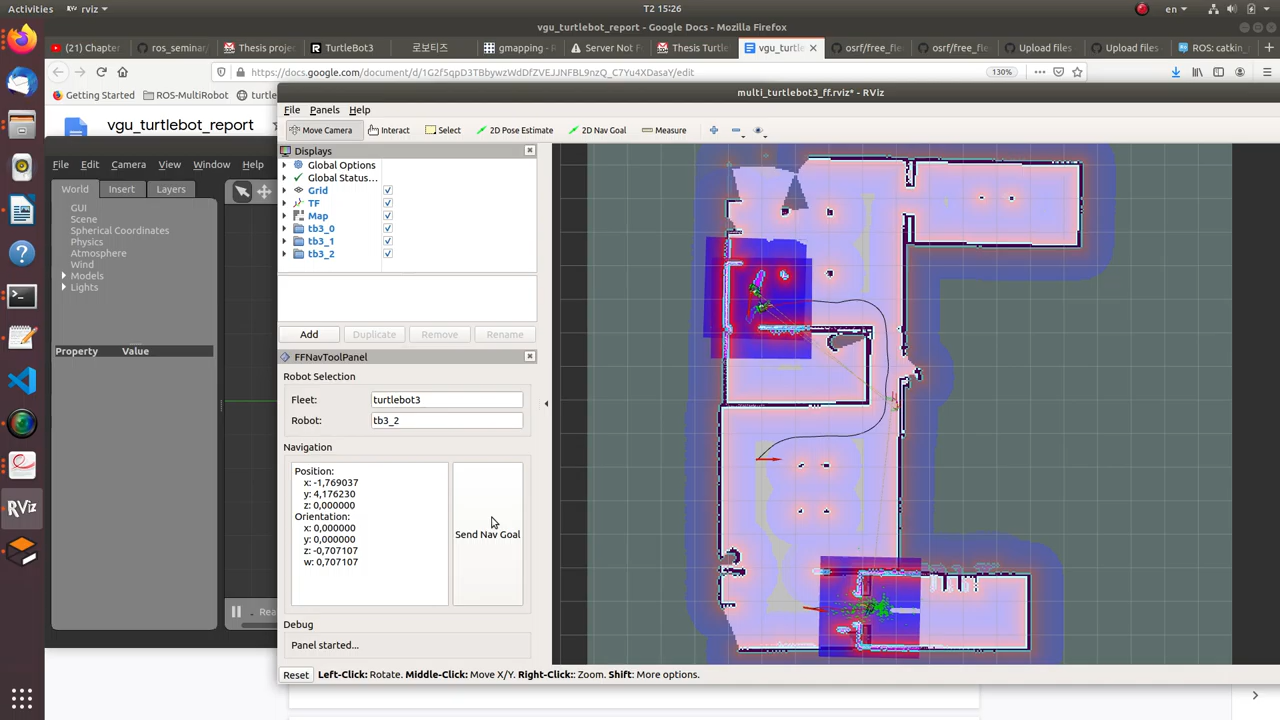 Activities rviz T2 15:26 en
vgu_turtlebot_report - Google Docs - Mozilla Firefox
(21) Chapter ros_seminar/ Thesis proj TurtleBot3 로보티즈 gmapping Server Not F Thesis Turtle vgu_turtl osrf/free_fle osrf/free_fle Upload files Upload files ROS: catkin_
https://docs.google.com/document/d/ 130%
Bookmarks ROS-MultiRobot turtle
multi_turtlebot3_ff.rviz* - RViz
File Panels Help
vgu_turtlebot_report
Move Camera Interact Select 2D Pose Estimate 2D Nav Goal Measure
File Edit Camera View Window Help
World Insert Layers
GUI
Scene
Spherical Coordinates
Physics
Atmosphere
Wind
Models
Lights
Property Value
Rea
Displays
Global Options
Global Status...
Grid
TF
Map
tb3_0
tb3_1
tb3_2
Add Duplicate Remove Rename
FFNavToolPanel
Robot Selection
Fleet: turtlebot3
Robot: tb3_2
Navigation
Position:
x: -1,769037
y: 4,176230
z: 0,000000
Orientation:
x: 0,000000
y: 0,000000
z: -0,707107
w: 0,707107
Send Nav Goal
Debug
Panel started...
Reset Left-Click: Rotate. Middle-Click: Move X/Y. Right-Click:: Zoom. Shift: More options.